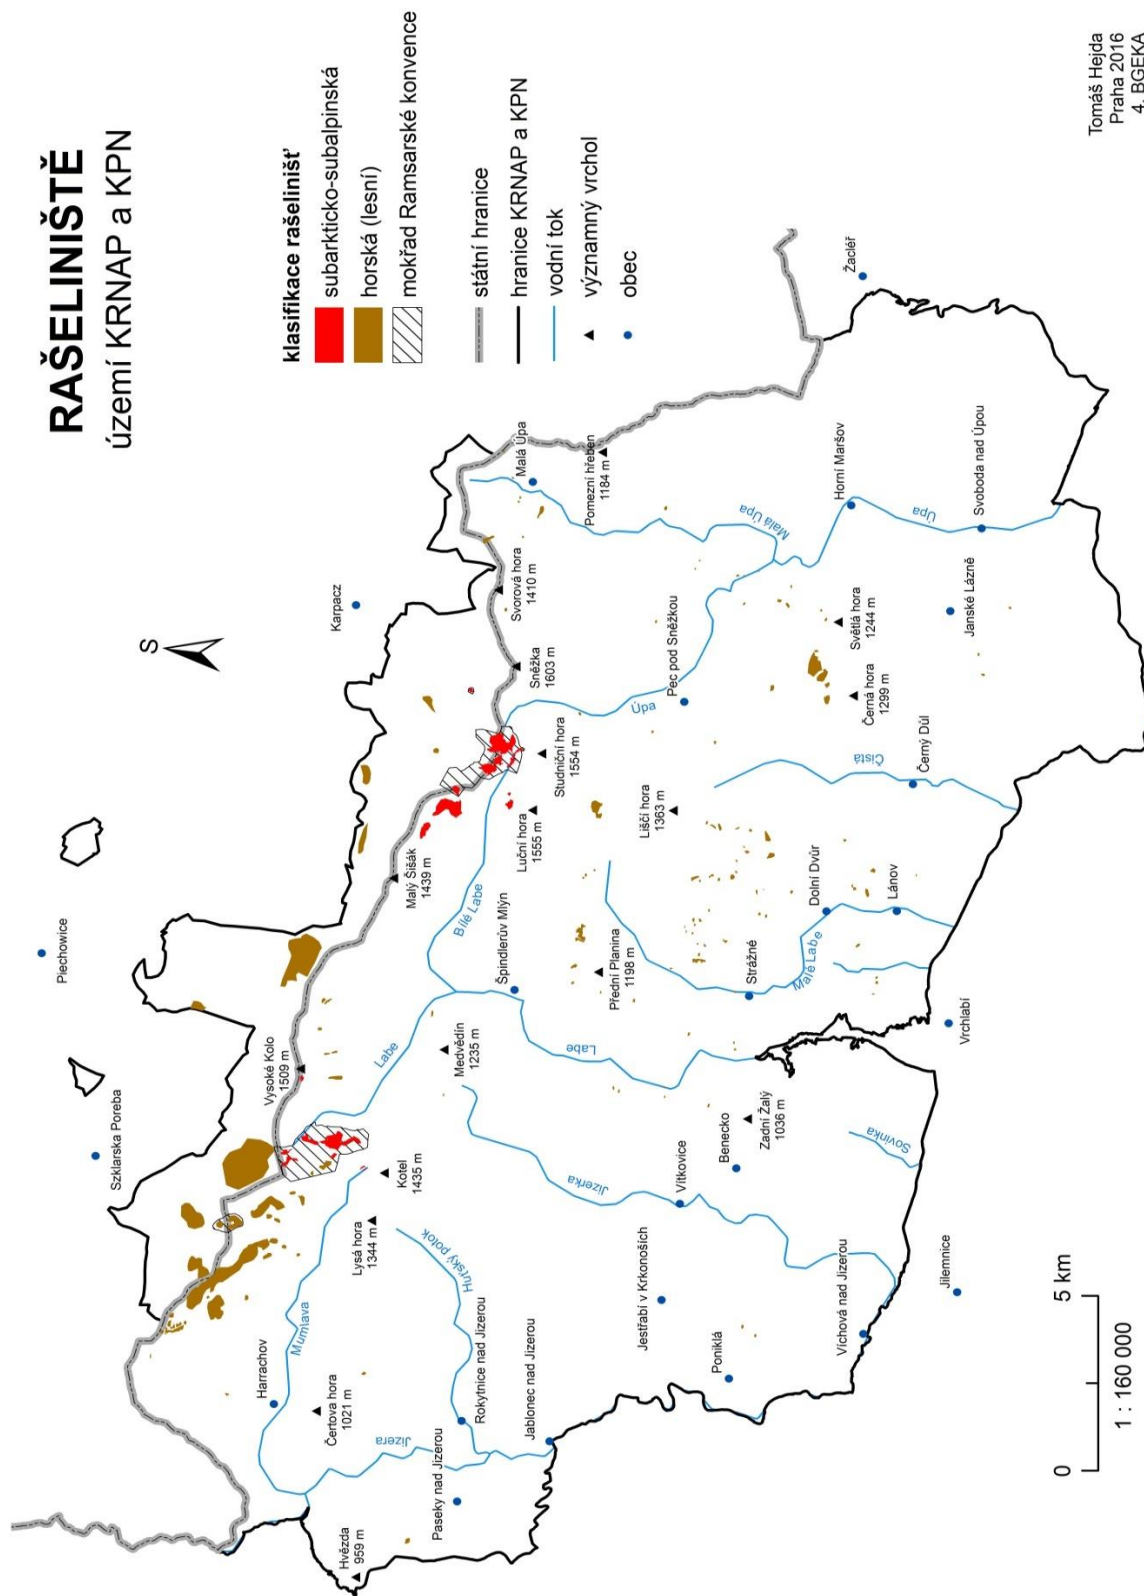 RAŠELINIŠTĚ
území KRNAP a KPN
klasifikace rašelinišť
subarkticko-subalpinská
horská (lesní)
mokřad Ramsarské konvence
státní hranice
hranice KRNAP a KPN
vodní tok
významný vrchol
obec
S
Piechowice
Szklarska Poreba
Karpacz
Vysoké Kolo
1509 m
Malý Šišák
1439 m
Svorová hora
1410 m
Sněžka
1603 m
Malá Úpa
Pomezní hřeben
1184 m
Žacléř
Harrachov
Mumlava
Čertova hora
1021 m
Hvězda
959 m
Lysá hora
1344 m
Kotel
1435 m
Labe
Medvědín
1235 m
Bílé Labe
Luční hora
1555 m
Studniční hora
1554 m
Jizera
Paseky nad Jizerou
Rokytnice nad Jizerou
Huťský potok
Jablonec nad Jizerou
Špindlerův Mlýn
Labe
Přední Planina
1198 m
Liščí hora
1363 m
Úpa
Pec pod Sněžkou
Malá Úpa
Jizerka
Jestřabí v Krkonoších
Vítkovice
Benecko
Zadní Žalý
1036 m
Poniklá
Strážné
Malé Labe
Dolní Dvůr
Lánov
Čistá
Černý Důl
Černá hora
1299 m
Světlá hora
1244 m
Horní Maršov
Úpa
Janské Lázně
Svoboda nad Úpou
Víchová nad Jizerou
Jilemnice
Sovinka
Vrchlabí
0
5 km
1 : 160 000
Tomáš Hejda
Praha 2016
4. BGEKA